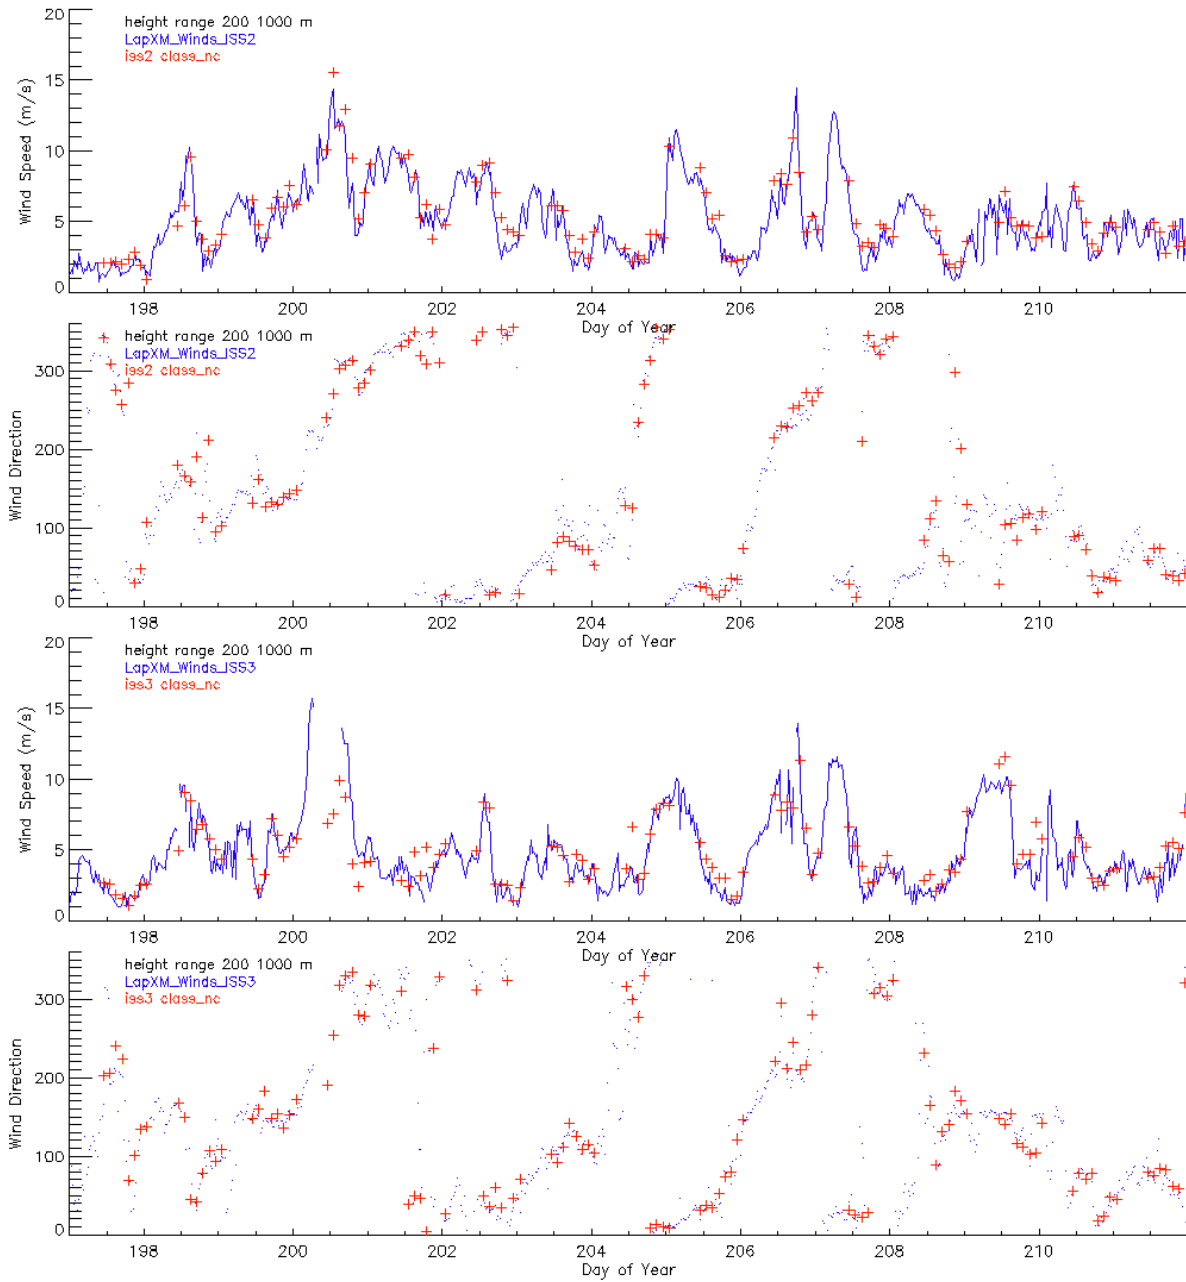 20
15
10
5
0
Wind Speed (m/s)
height range 200 1000 m
LapXM_Winds_ISS2
iss2 class_nc
198
200
202
204
206
208
210
Day of Year
300
200
100
0
Wind Direction
height range 200 1000 m
LapXM_Winds_ISS2
iss2 class_nc
198
200
202
204
206
208
210
Day of Year
20
15
10
5
0
Wind Speed (m/s)
height range 200 1000 m
LapXM_Winds_ISS3
iss3 class_nc
198
200
202
204
206
208
210
Day of Year
300
200
100
0
Wind Direction
height range 200 1000 m
LapXM_Winds_ISS3
iss3 class_nc
198
200
202
204
206
208
210
Day of Year